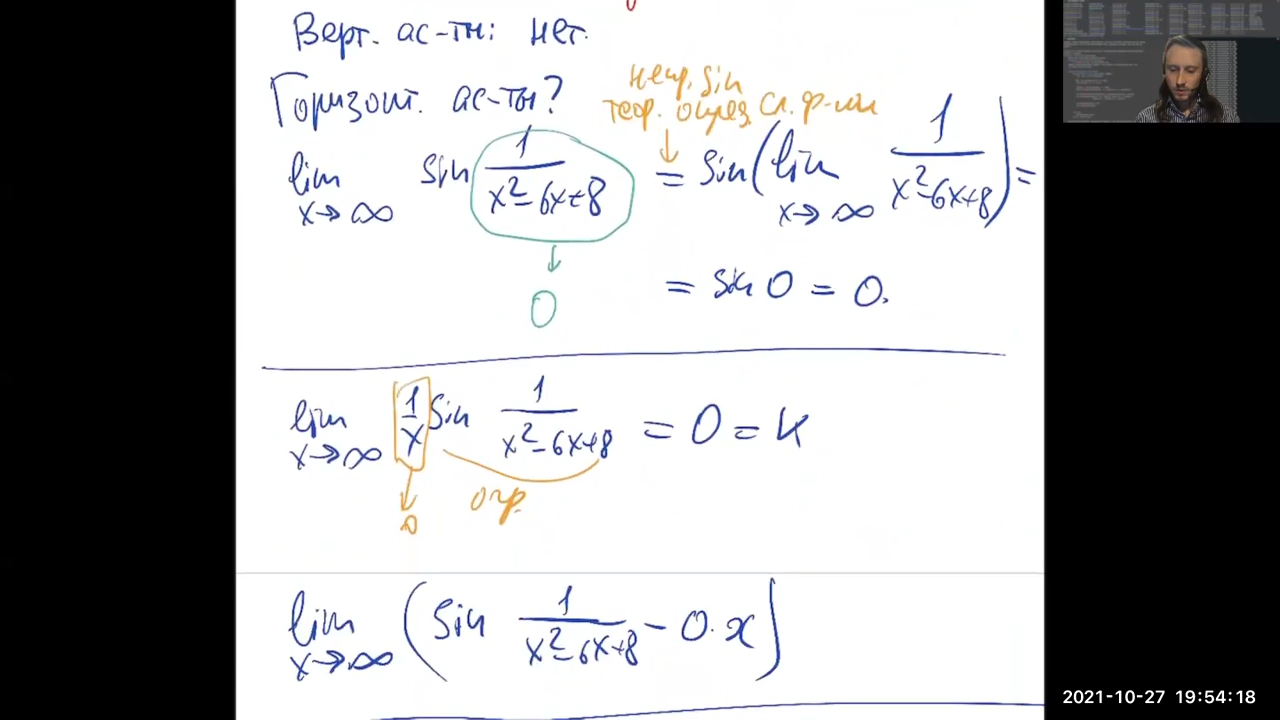 Верт. ас-ты: нет.
Горизонт. ас-ты?
непр. sin
теор. о сл. ф-ии
lim x→∞ sin 1/(x²-6x+8) = sin(lim x→∞ 1/(x²-6x+8)) =
0
= sin 0 = 0.
lim x→∞ 1/x sin 1/(x²-6x+8) = 0 = k
0
огр.
lim x→∞ (sin 1/(x²-6x+8) - 0·x)
2021-10-27 19:54:18